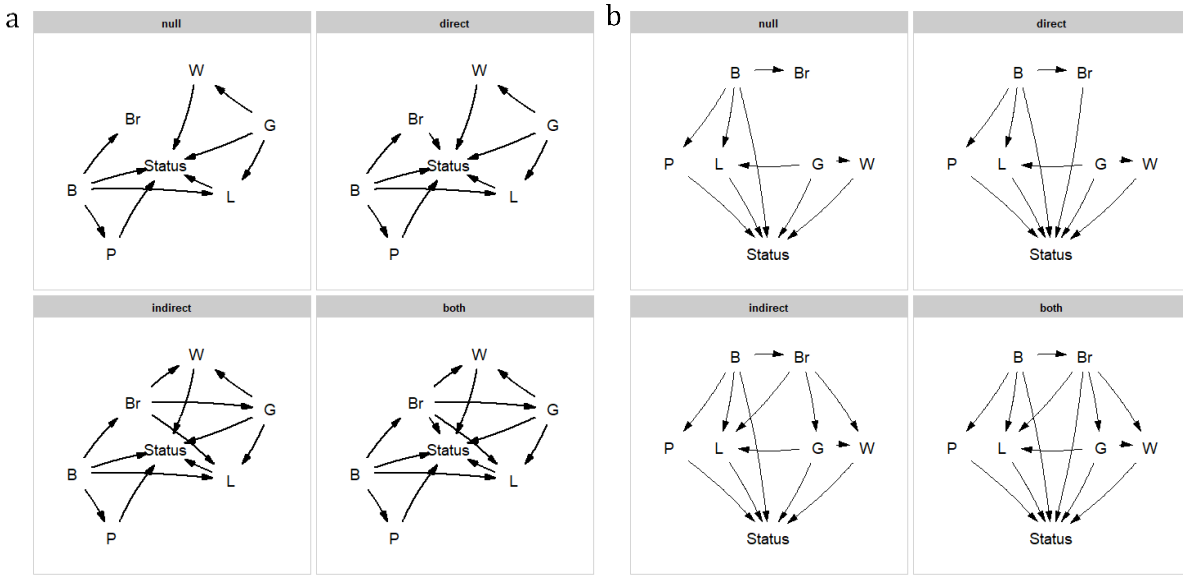 a
null
direct
W
Br
G
Status
B
L
P
W
Br
G
Status
B
L
P
indirect
both
W
Br
G
Status
B
L
P
W
Br
G
Status
B
L
P
b
null
direct
B Br
P L G W
Status
B Br
P L G W
Status
indirect
both
B Br
P L G W
Status
B Br
P L G W
Status